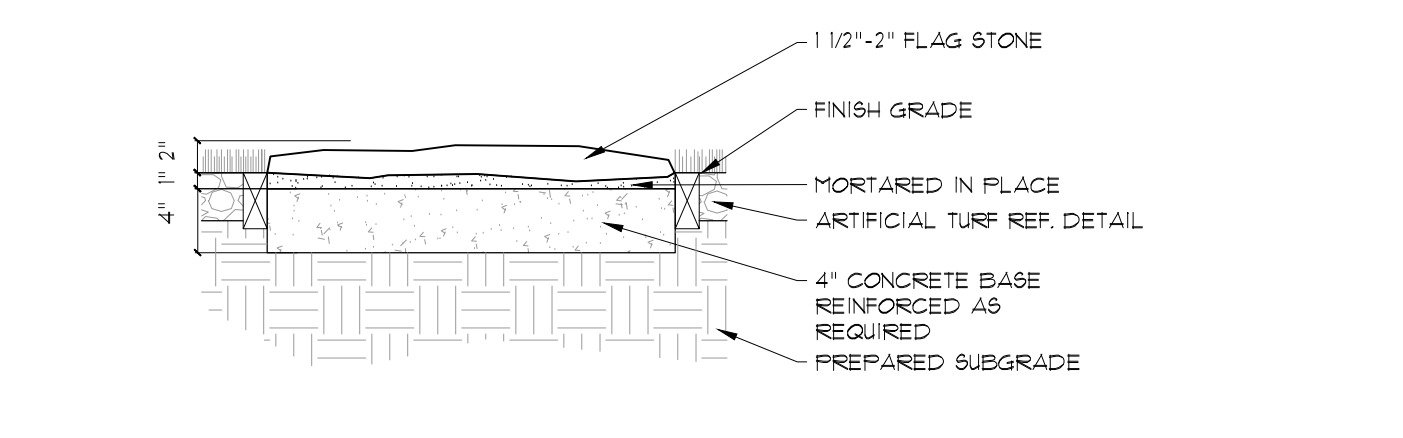 1 1/2"-2" FLAG STONE
FINISH GRADE
2"
1"
4"
MORTARED IN PLACE
ARTIFICIAL TURF REF. DETAIL
4" CONCRETE BASE
REINFORCED AS
REQUIRED
PREPARED SUBGRADE